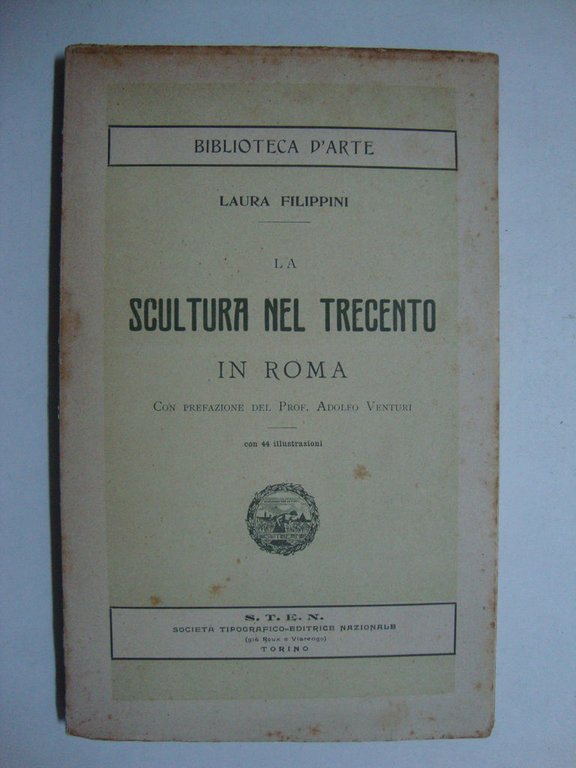 BIBLIOTECA D'ARTE
LAURA FILIPPINI
LA
SCULTURA NEL TRECENTO
IN ROMA
CON PREFAZIONE DEL PROF. ADOLFO VENTURI
con 44 illustrazioni
S. T. E. N.
SOCIETÀ TIPOGRAFICO-EDITRICE NAZIONALE
(già Roux e Viarengo)
TORINO